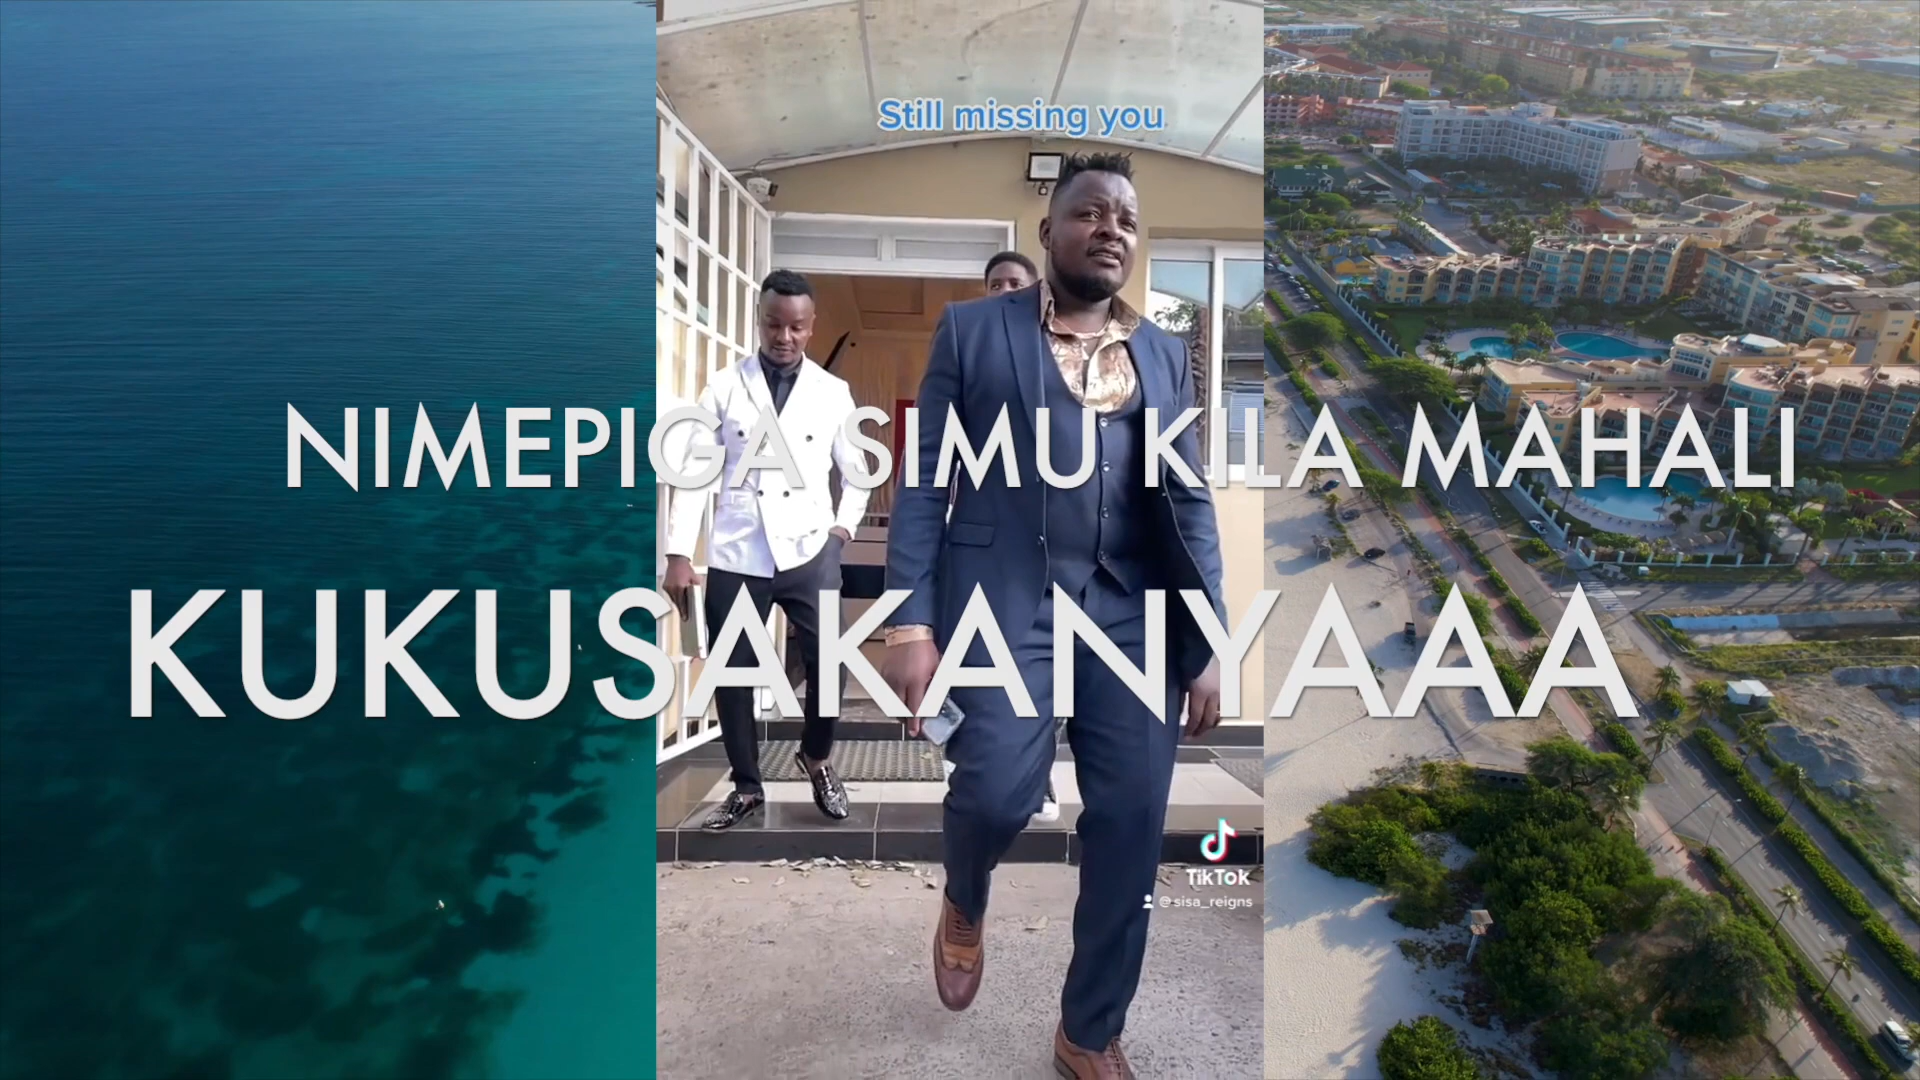 Still missing you
NIMEPIGA SIMU KILA MAHALI
KUKUSAKANYAAA
TikTok
@sisa_reigns